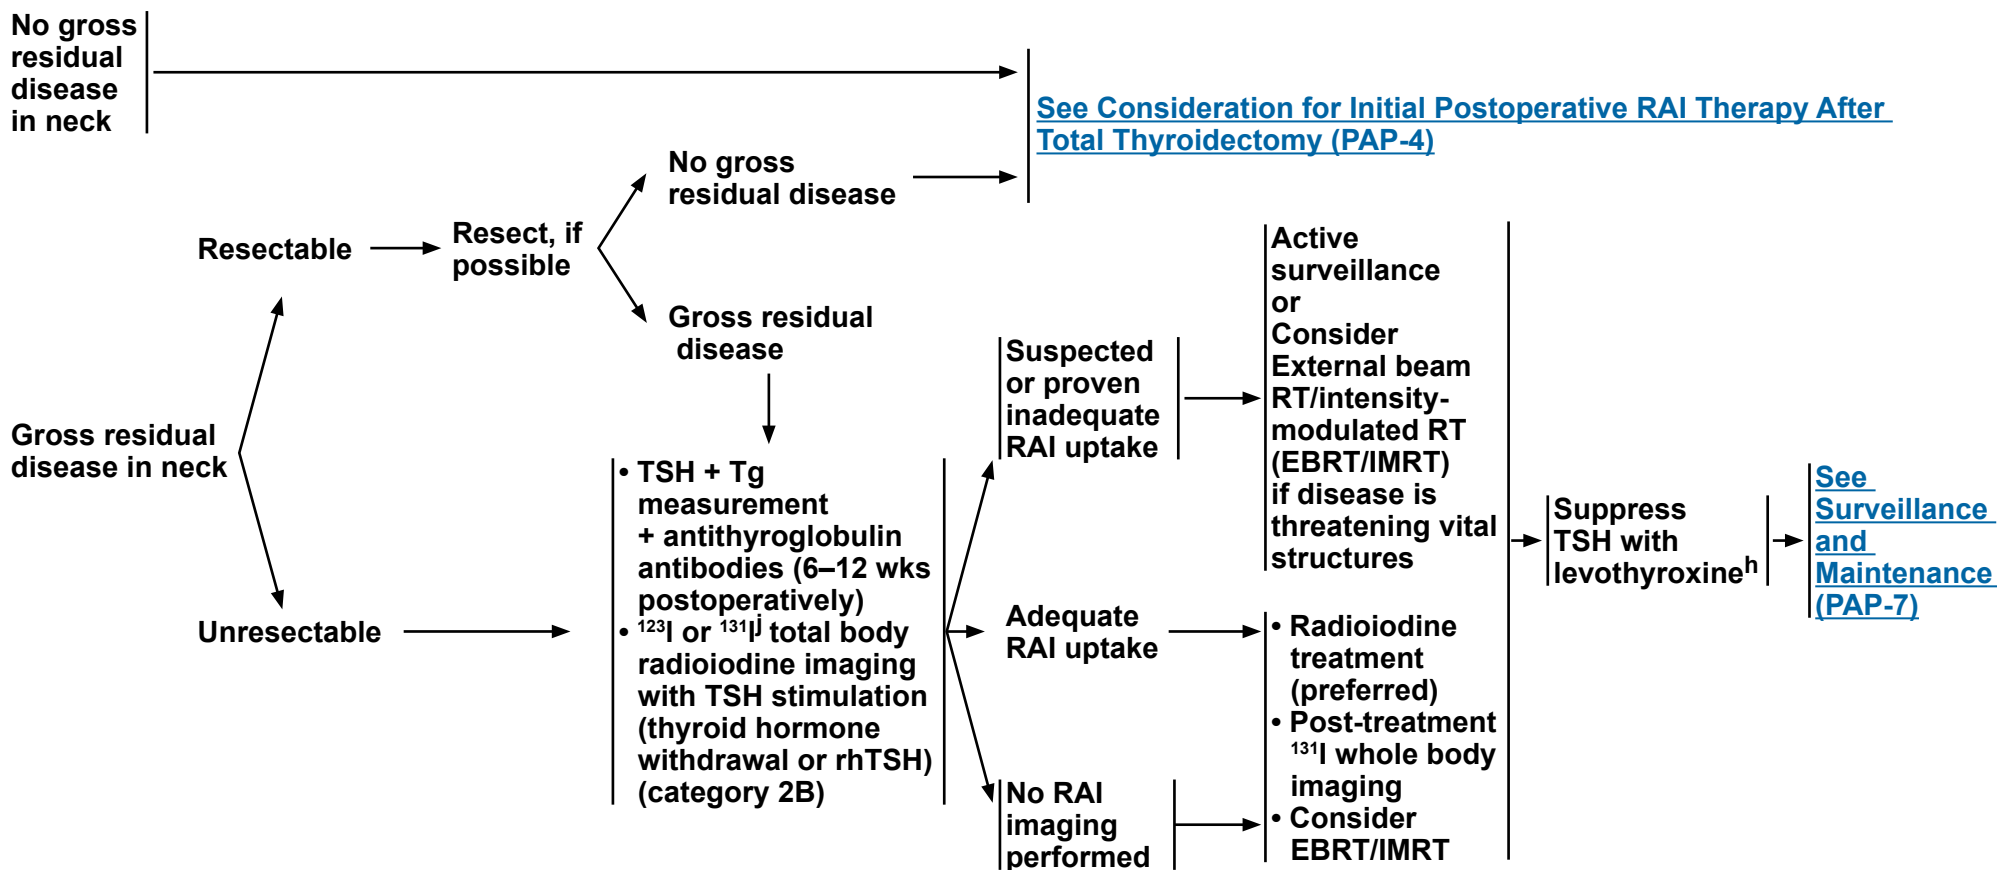 No gross
residual
disease
in neck
See Consideration for Initial Postoperative RAI Therapy After
Total Thyroidectomy (PAP-4)
No gross
residual disease
Resectable
Resect, if
possible
Gross residual
disease
Gross residual
disease in neck
Unresectable
• TSH + Tg
measurement
+ antithyroglobulin
antibodies (6–12 wks
postoperatively)
• ¹²³I or ¹³¹Iʲ total body
radioiodine imaging
with TSH stimulation
(thyroid hormone
withdrawal or rhTSH)
(category 2B)
Suspected
or proven
inadequate
RAI uptake
Active
surveillance
or
Consider
External beam
RT/intensity-
modulated RT
(EBRT/IMRT)
if disease is
threatening vital
structures
Adequate
RAI uptake
No RAI
imaging
performed
• Radioiodine
treatment
(preferred)
• Post-treatment
¹³¹I whole body
imaging
• Consider
EBRT/IMRT
Suppress
TSH with
levothyroxineʰ
See
Surveillance
and
Maintenance
(PAP-7)